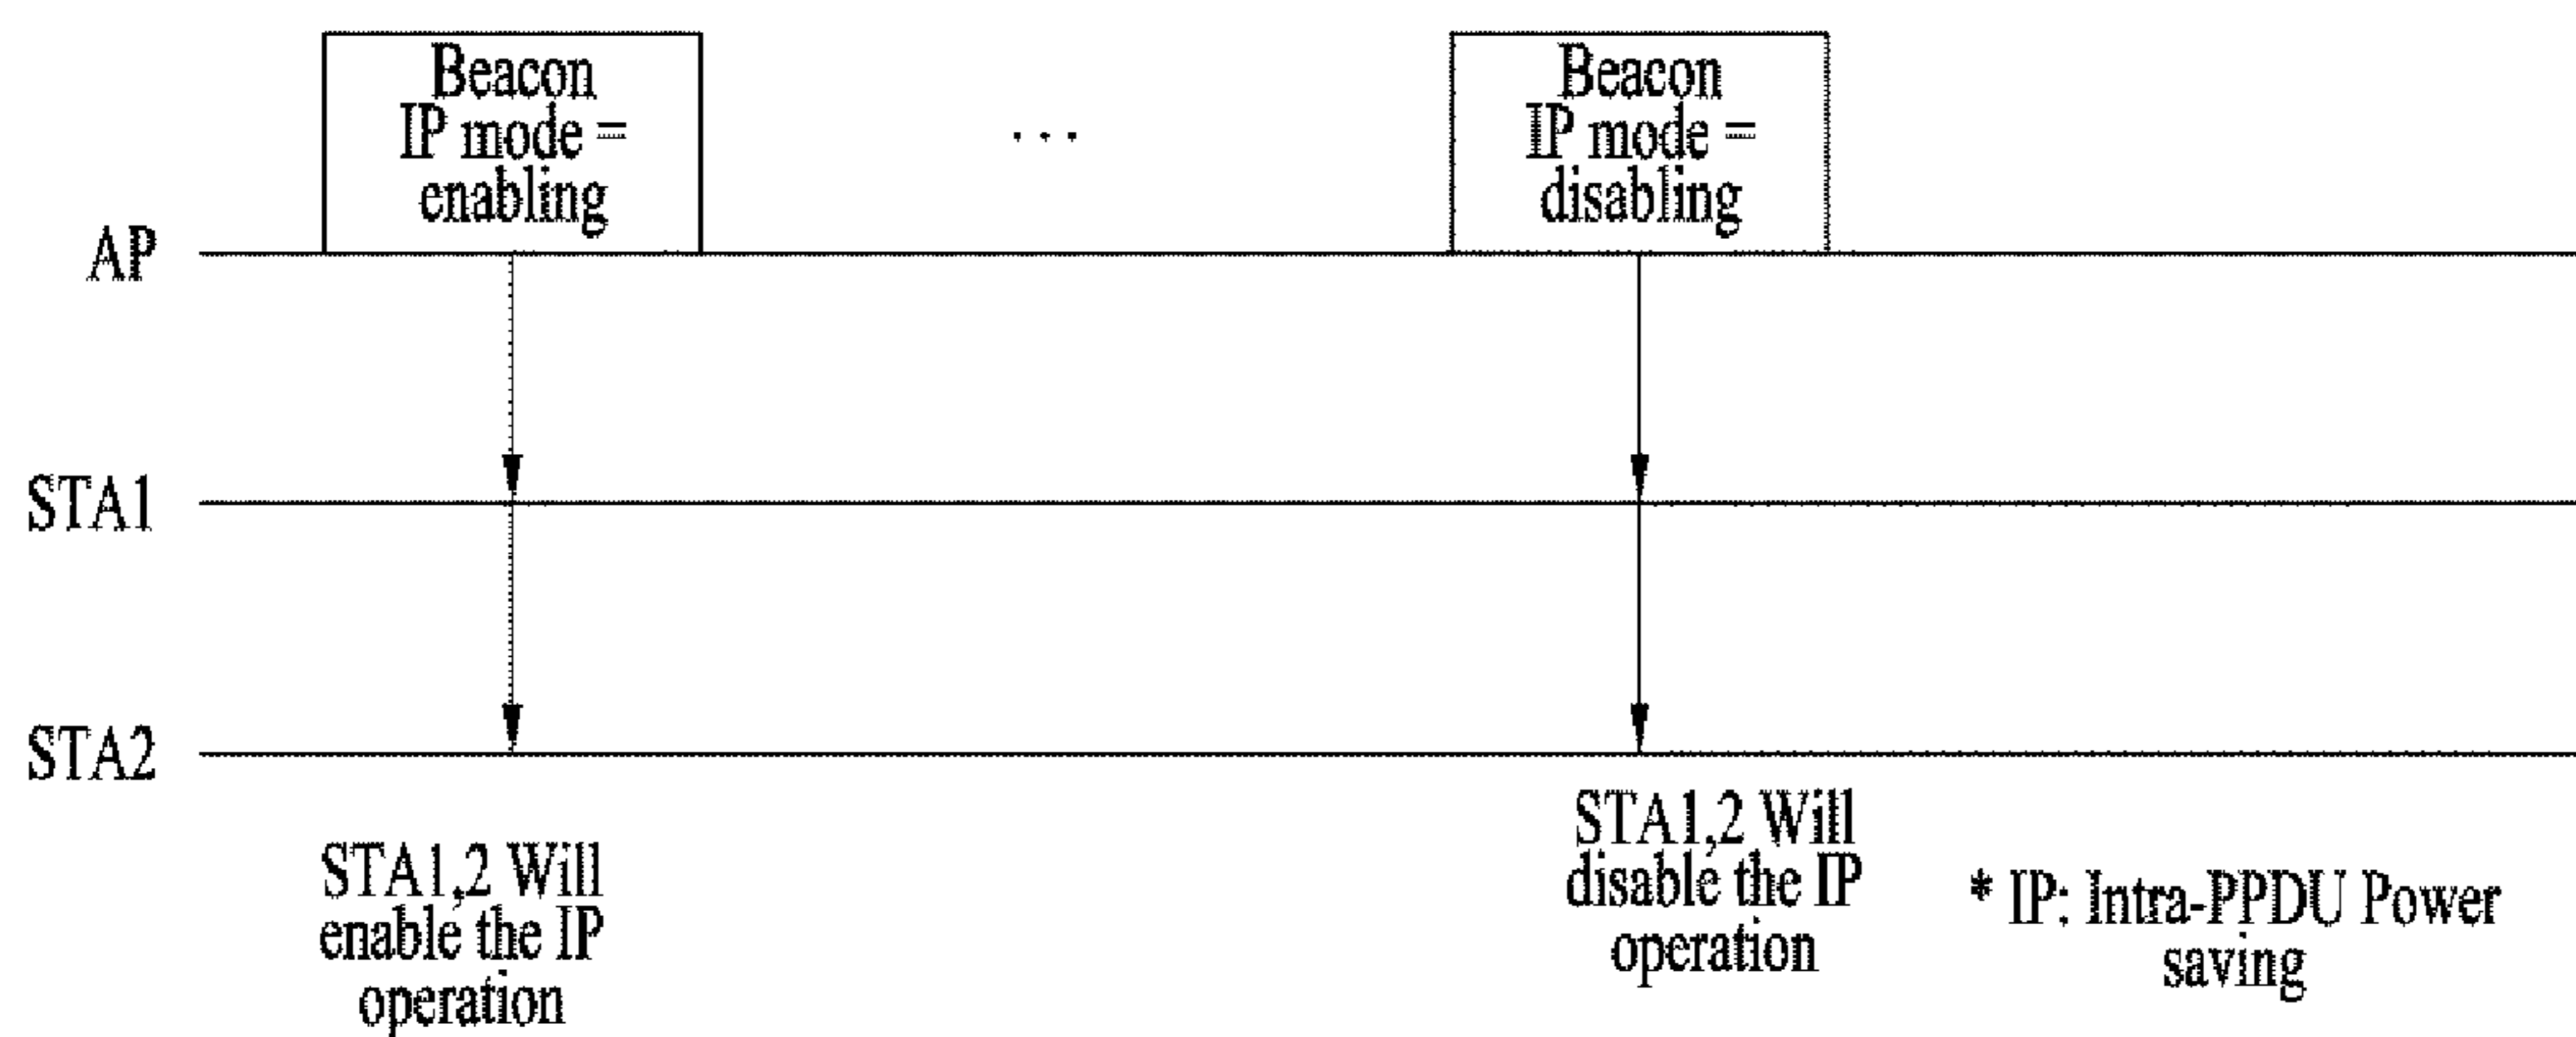 Beacon
IP mode =
enabling
...
Beacon
IP mode =
disabling
AP
STA1
STA2
STA1,2 Will
enable the IP
operation
STA1,2 Will
disable the IP
operation
* IP: Intra-PPDU Power
saving